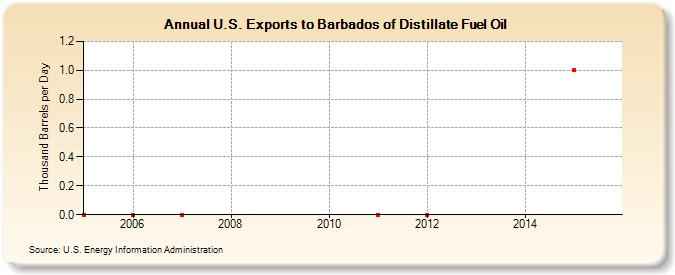 Annual U.S. Exports to Barbados of Distillate Fuel Oil
Thousand Barrels per Day
1.2
1.0
0.8
0.6
0.4
0.2
0.0
2006 2008 2010 2012 2014
Source: U.S. Energy Information Administration